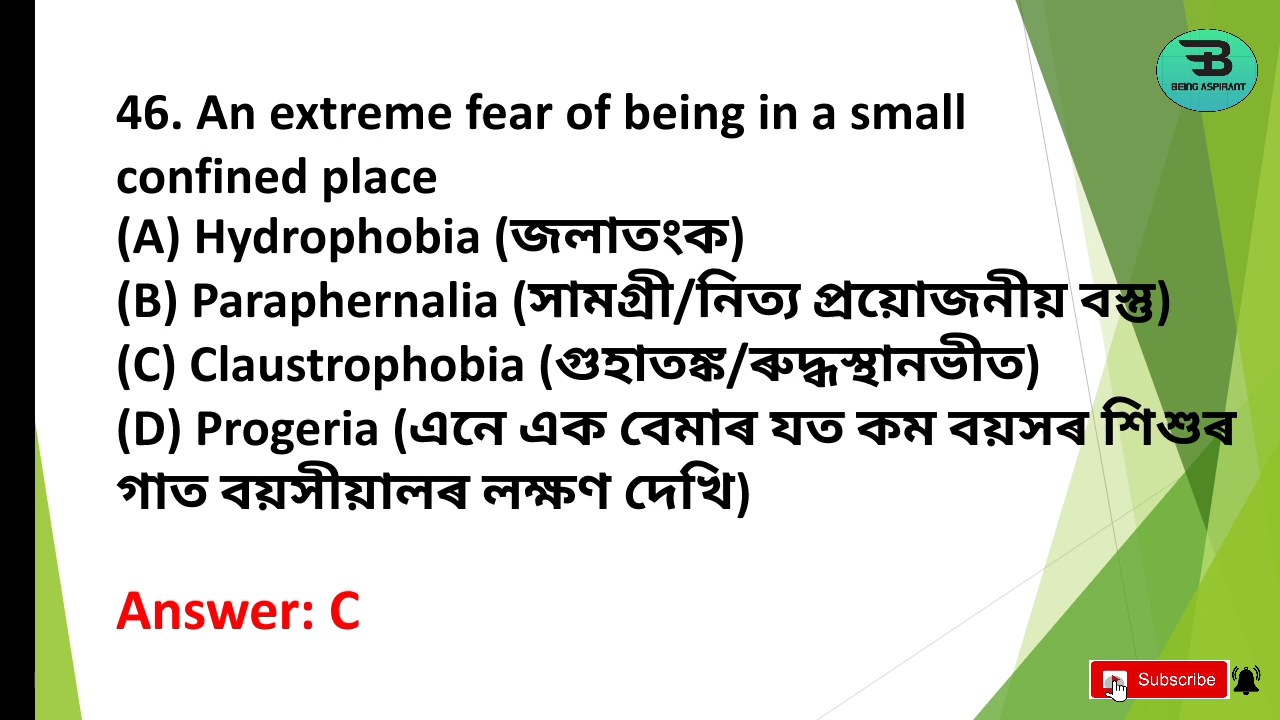 BEING ASPIRANT
46. An extreme fear of being in a small
confined place
(A) Hydrophobia (জলাতংক)
(B) Paraphernalia (সামগ্ৰী/নিত্য প্ৰয়োজনীয় বস্তু)
(C) Claustrophobia (গুহাতঙ্ক/ৰুদ্ধস্থানভীত)
(D) Progeria (এনে এক বেমাৰ যত কম বয়সৰ শিশুৰ
গাত বয়সীয়ালৰ লক্ষণ দেখি)
Answer: C
Subscribe